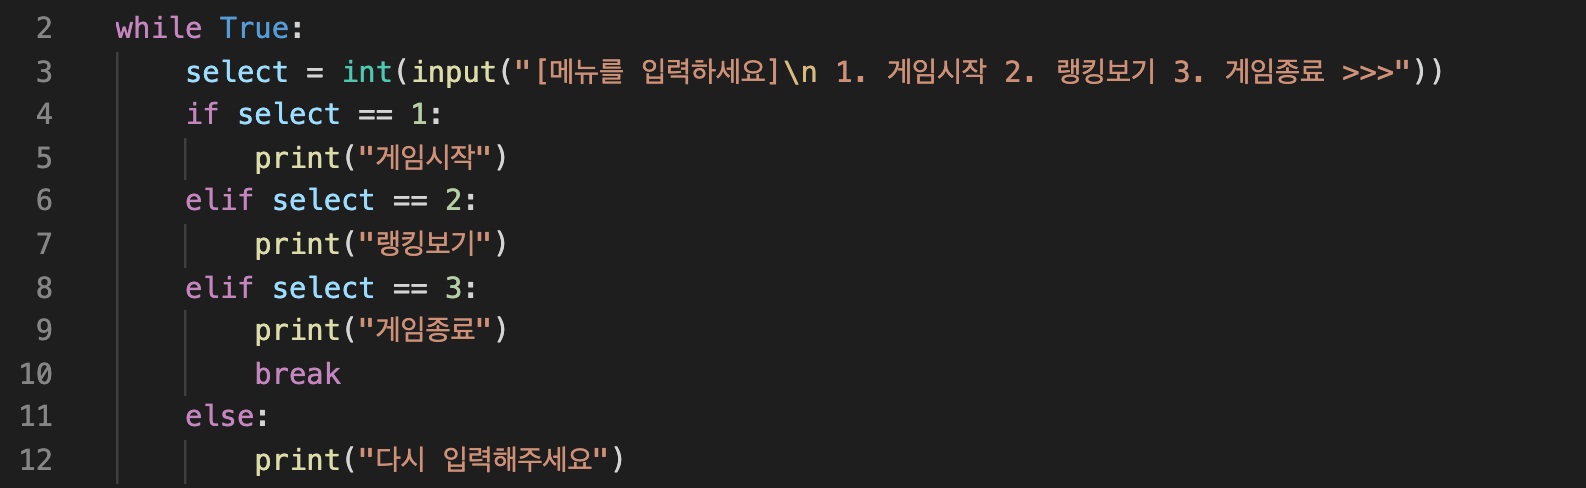 2 while True:
3 select = int(input("[메뉴를 입력하세요]\n 1. 게임시작 2. 랭킹보기 3. 게임종료 >>>"))
4 if select == 1:
5 print("게임시작")
6 elif select == 2:
7 print("랭킹보기")
8 elif select == 3:
9 print("게임종료")
10 break
11 else:
12 print("다시 입력해주세요")